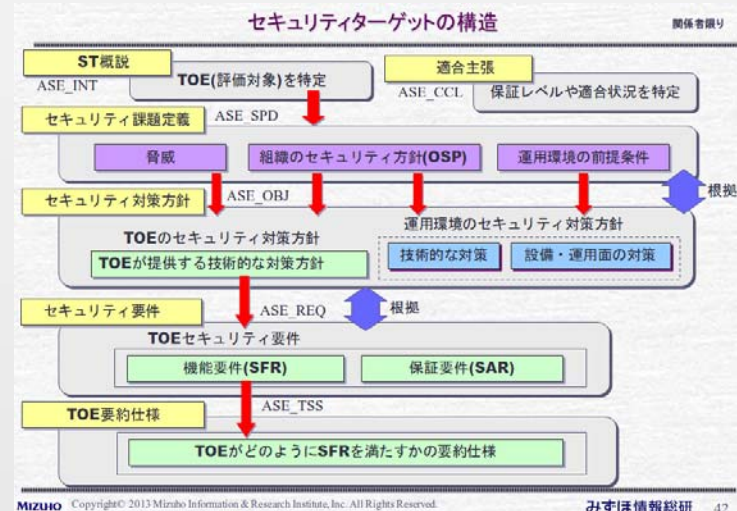 セキュリティターゲットの構造
関係者限り
ST概説
ASE_INT
TOE(評価対象)を特定
適合主張
ASE_CCL
保証レベルや適合状況を特定
セキュリティ課題定義
ASE_SPD
脅威
組織のセキュリティ方針(OSP)
運用環境の前提条件
根拠
セキュリティ対策方針
ASE_OBJ
TOEのセキュリティ対策方針
TOEが提供する技術的な対策方針
運用環境のセキュリティ対策方針
技術的な対策
設備・運用面の対策
セキュリティ要件
ASE_REQ
根拠
TOEセキュリティ要件
機能要件(SFR)
保証要件(SAR)
TOE要約仕様
ASE_TSS
TOEがどのようにSFRを満たすかの要約仕様
MIZUHO Copyright© 2013 Mizuho Information & Research Institute, Inc. All Rights Reserved.
みずほ情報総研
42